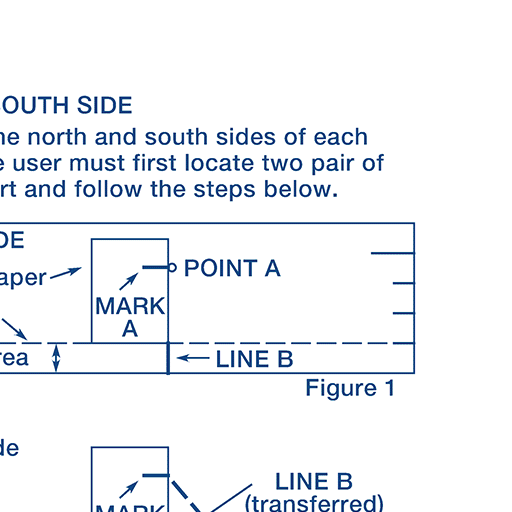 OUTH SIDE
ne north and south sides of each
e user must first locate two pair of
rt and follow the steps below.
DE
aper
POINT A
MARK
A
rea
LINE B
Figure 1
de
LINE B
(transferred)
MARK